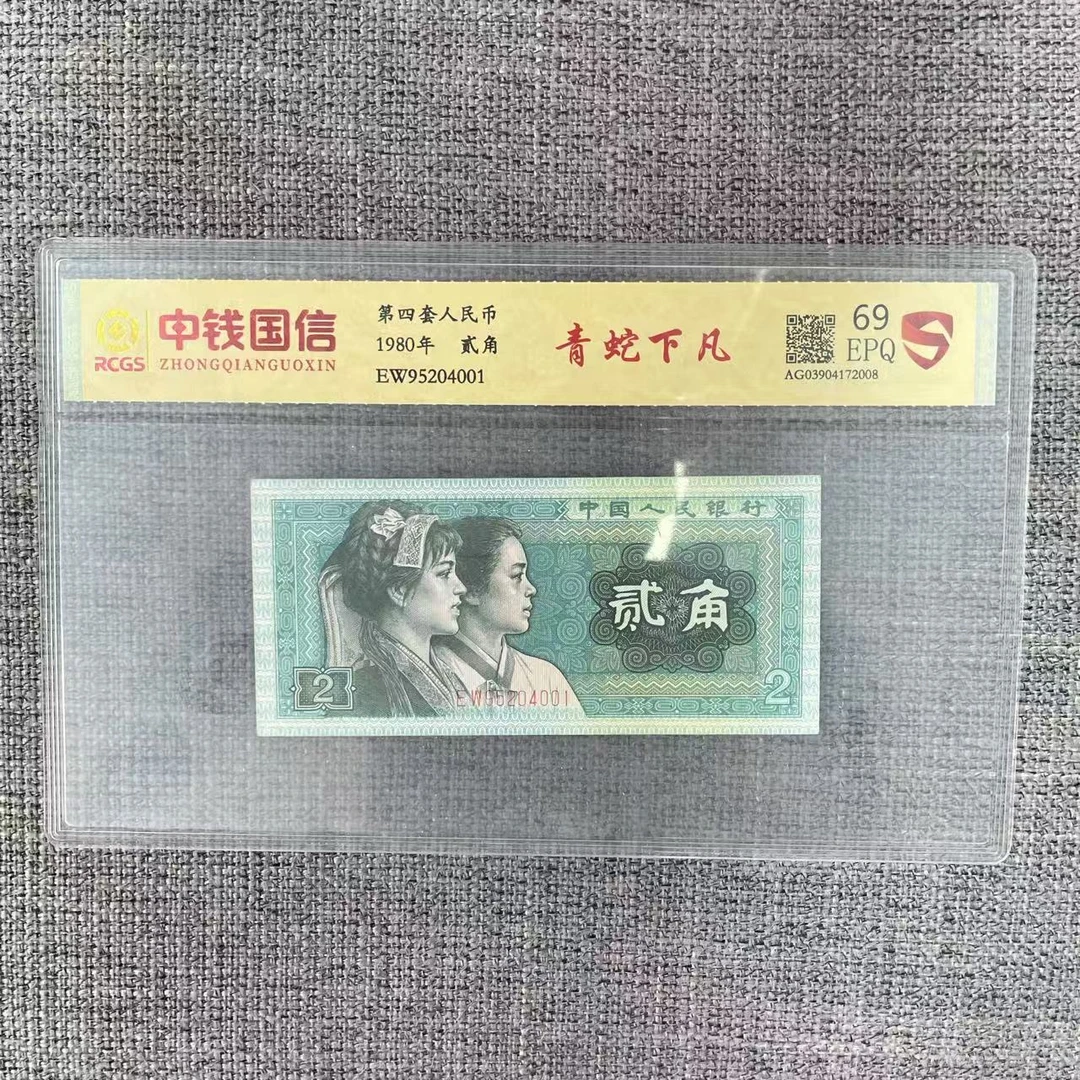 RCGS
中钱国信
ZHONGQIANGUOXIN
第四套人民币
1980年 贰角
EW95204001
青蛇下凡
69
EPQ
AG03904172008
中国人民银行
贰角
2
EW95204001
2